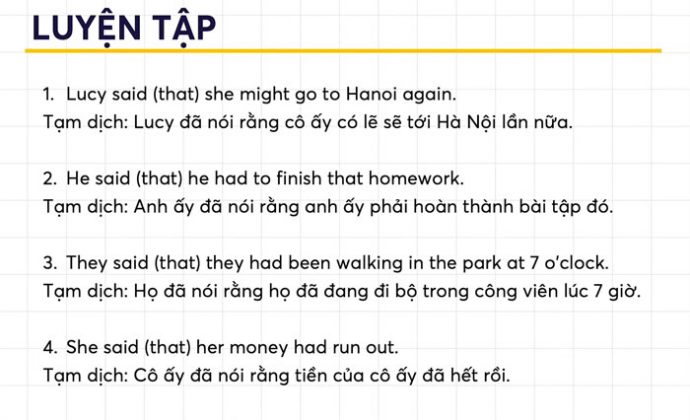 LUYỆN TẬP
1. Lucy said (that) she might go to Hanoi again.
Tạm dịch: Lucy đã nói rằng cô ấy có lẽ sẽ tới Hà Nội lần nữa.
2. He said (that) he had to finish that homework.
Tạm dịch: Anh ấy đã nói rằng anh ấy phải hoàn thành bài tập đó.
3. They said (that) they had been walking in the park at 7 o'clock.
Tạm dịch: Họ đã nói rằng họ đã đang đi bộ trong công viên lúc 7 giờ.
4. She said (that) her money had run out.
Tạm dịch: Cô ấy đã nói rằng tiền của cô ấy đã hết rồi.